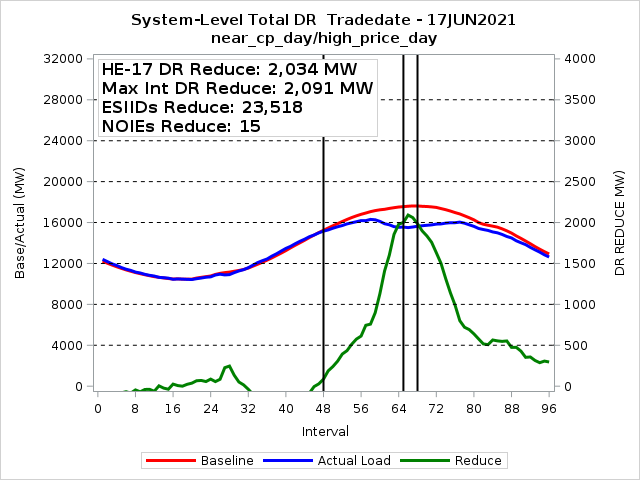 System-Level Total DR  Tradedate - 17JUN2021
near_cp_day/high_price_day
HE-17 DR Reduce: 2,034 MW
Max Int DR Reduce: 2,091 MW
ESIIDs Reduce: 23,518
NOIEs Reduce: 15
Base/Actual (MW)
32000
28000
24000
20000
16000
12000
8000
4000
0
4000
3500
3000
2500
2000
1500
1000
500
0
DR REDUCE MW)
0 8 16 24 32 40 48 56 64 72 80 88 96
Interval
Baseline Actual Load Reduce